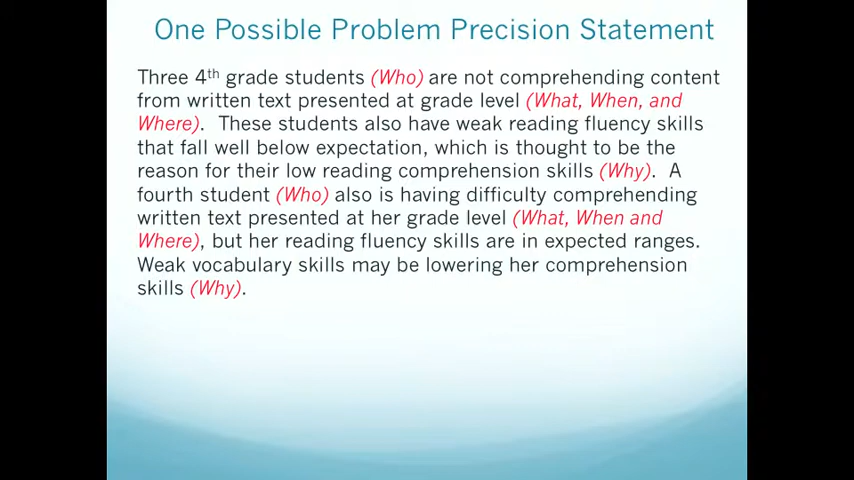 One Possible Problem Precision Statement
Three 4th grade students (Who) are not comprehending content
from written text presented at grade level (What, When, and
Where). These students also have weak reading fluency skills
that fall well below expectation, which is thought to be the
reason for their low reading comprehension skills (Why). A
fourth student (Who) also is having difficulty comprehending
written text presented at her grade level (What, When and
Where), but her reading fluency skills are in expected ranges.
Weak vocabulary skills may be lowering her comprehension
skills (Why).